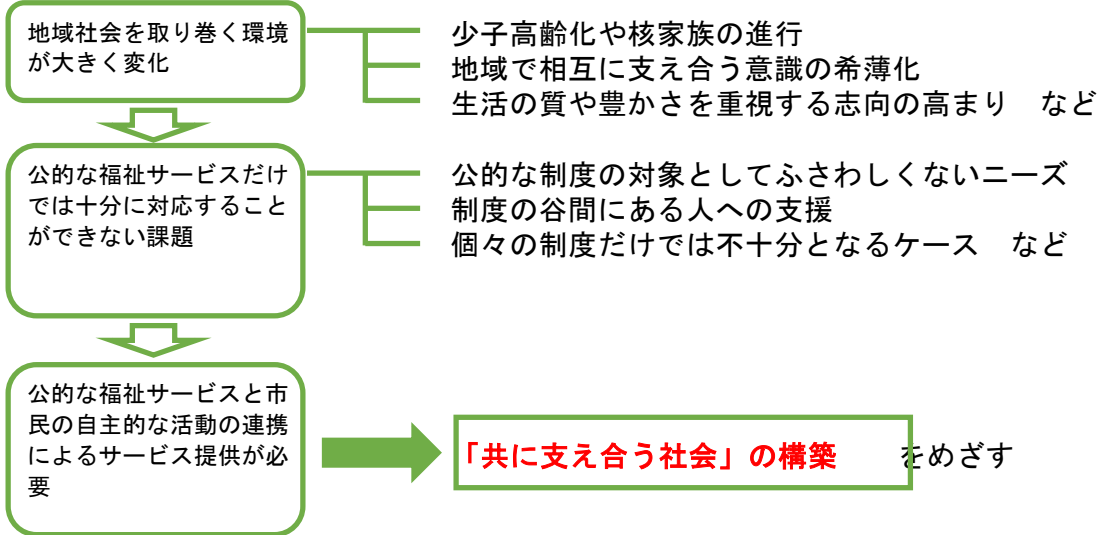 地域社会を取り巻く環境
が大きく変化
少子高齢化や核家族の進行
地域で相互に支え合う意識の希薄化
生活の質や豊かさを重視する志向の高まり　など
公的な福祉サービスだけ
では十分に対応すること
ができない課題
公的な制度の対象としてふさわしくないニーズ
制度の谷間にある人への支援
個々の制度だけでは不十分となるケース　など
公的な福祉サービスと市
民の自主的な活動の連携
によるサービス提供が必
要
「共に支え合う社会」の構築　をめざす